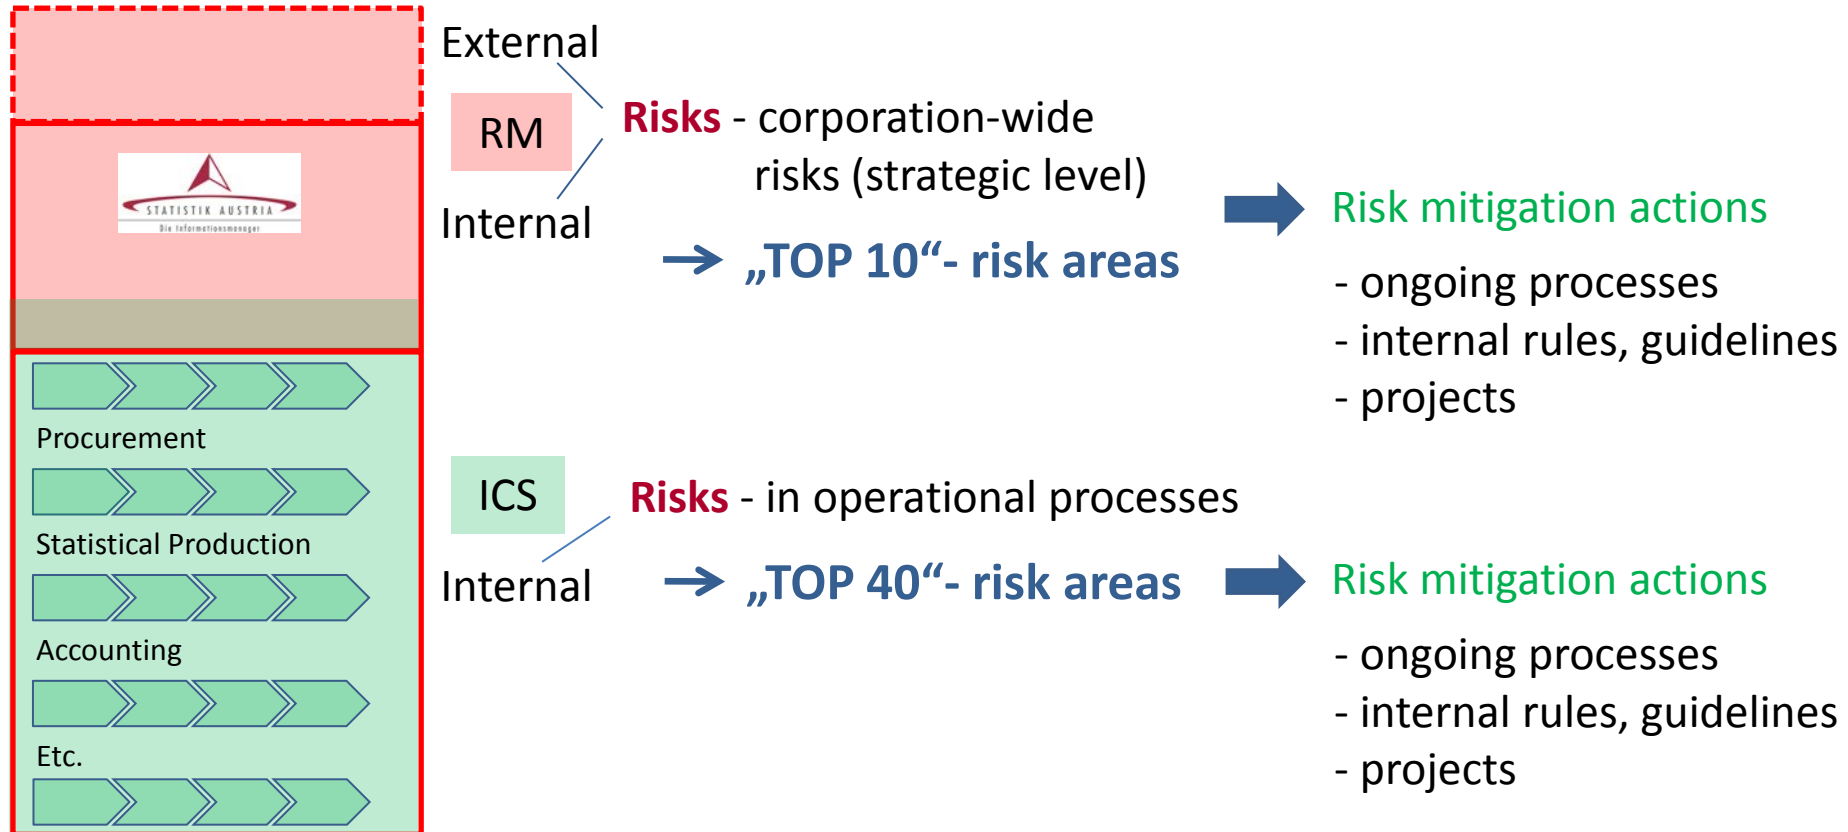 STATISTIK AUSTRIA
Die Informationsmanager
Procurement
Statistical Production
Accounting
Etc.
External
RM
Internal
Risks - corporation-wide
risks (strategic level)
→ „TOP 10“- risk areas
Risk mitigation actions
- ongoing processes
- internal rules, guidelines
- projects
ICS
Internal
Risks - in operational processes
→ „TOP 40“- risk areas
Risk mitigation actions
- ongoing processes
- internal rules, guidelines
- projects